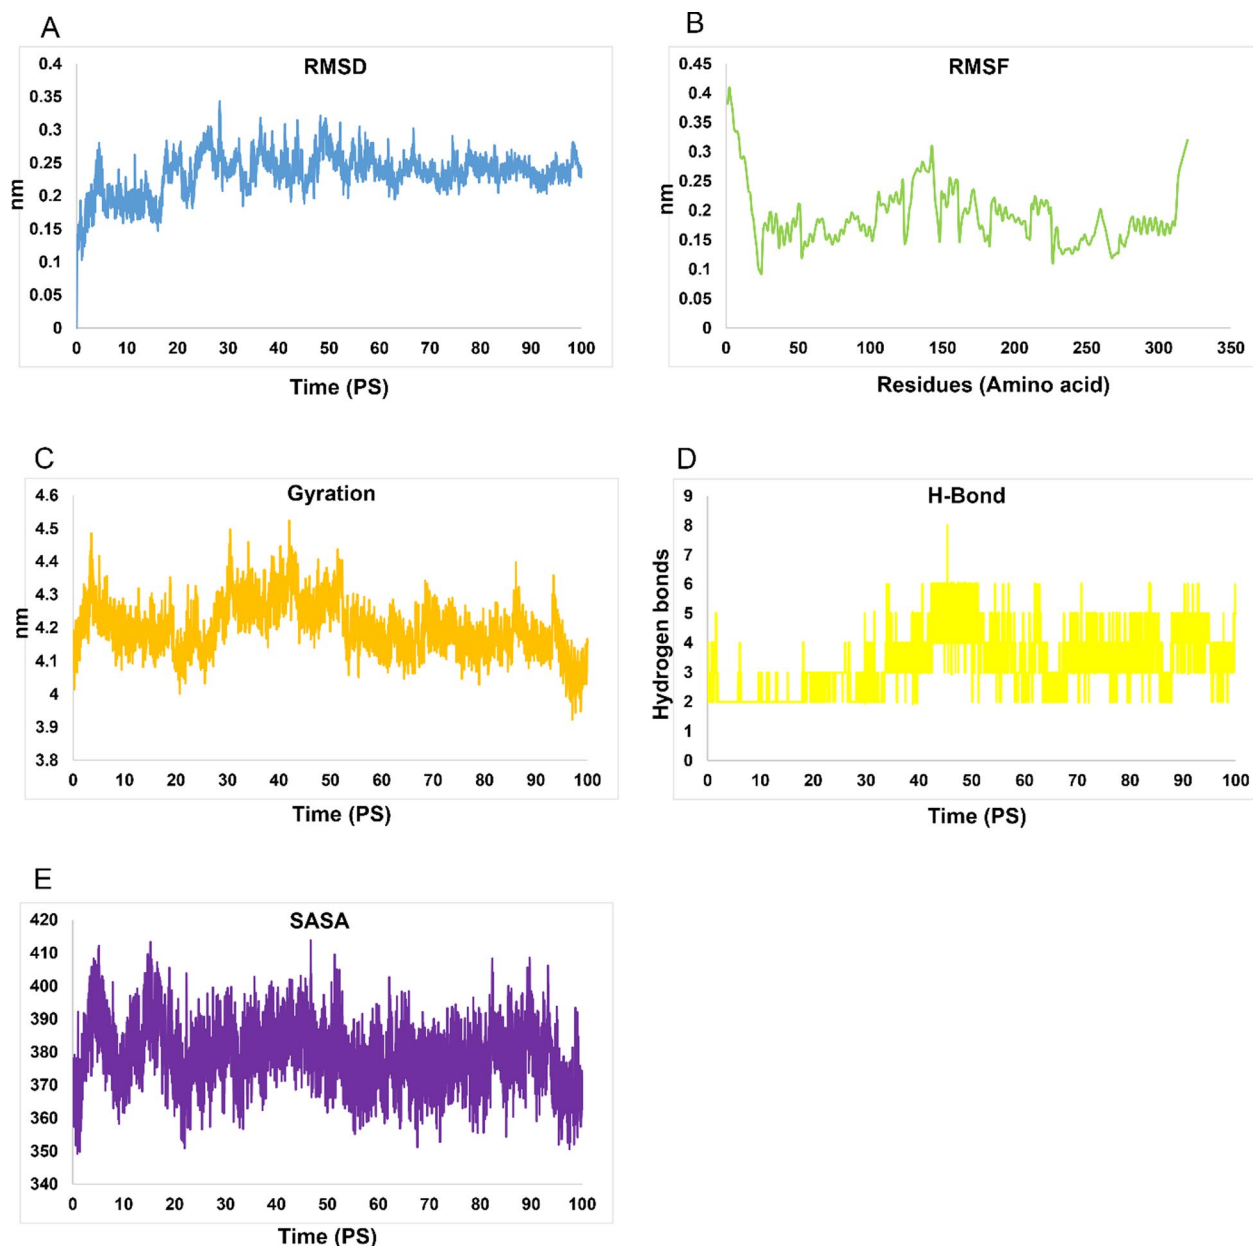 A
RMSD
0.4
0.35
0.3
0.25
0.2
0.15
0.1
0.05
0
nm
0 10 20 30 40 50 60 70 80 90 100
Time (PS)
B
RMSF
0.45
0.4
0.35
0.3
0.25
0.2
0.15
0.1
0.05
0
nm
0 50 100 150 200 250 300 350
Residues (Amino acid)
C
Gyration
4.6
4.5
4.4
4.3
4.2
4.1
4
3.9
3.8
nm
0 10 20 30 40 50 60 70 80 90 100
Time (PS)
D
H-Bond
9
8
7
6
5
4
3
2
1
0
Hydrogen bonds
0 10 20 30 40 50 60 70 80 90 100
Time (PS)
E
SASA
420
410
400
390
380
370
360
350
340
0 10 20 30 40 50 60 70 80 90 100
Time (PS)